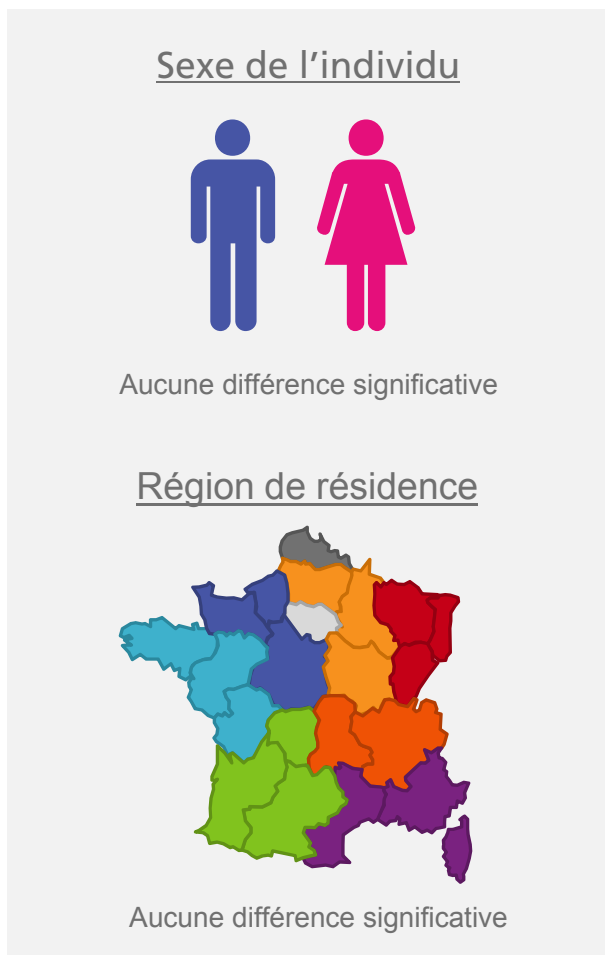 Sexe de l'individu
Aucune différence significative
Région de résidence
Aucune différence significative